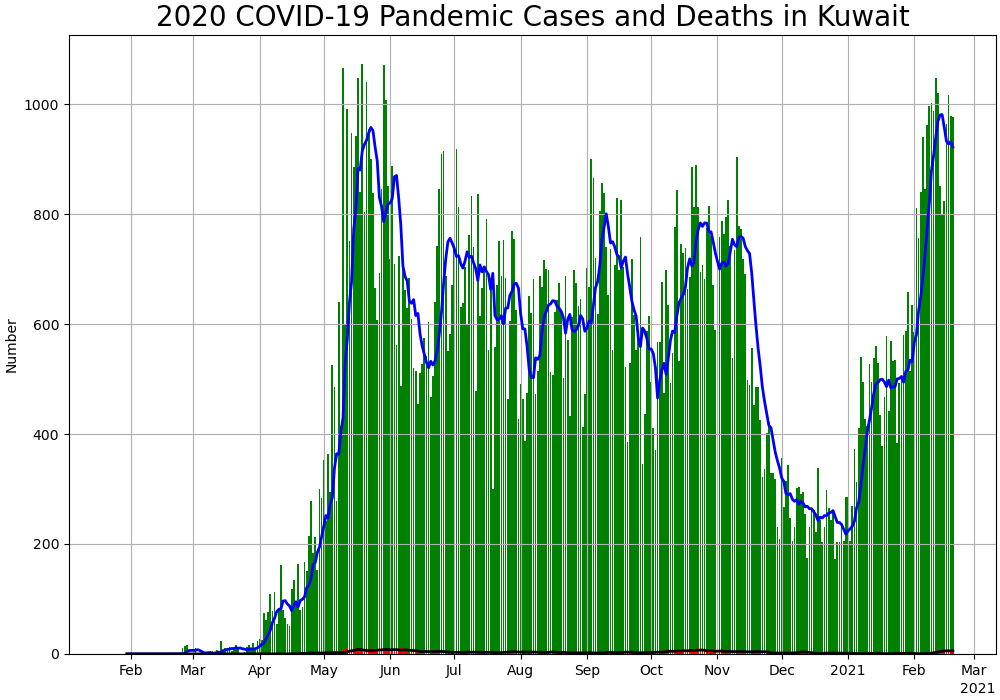 2020 COVID-19 Pandemic Cases and Deaths in Kuwait
1000
800
600
400
200
0
Number
Feb Mar Apr May Jun Jul Aug Sep Oct Nov Dec 2021 Feb Mar
2021